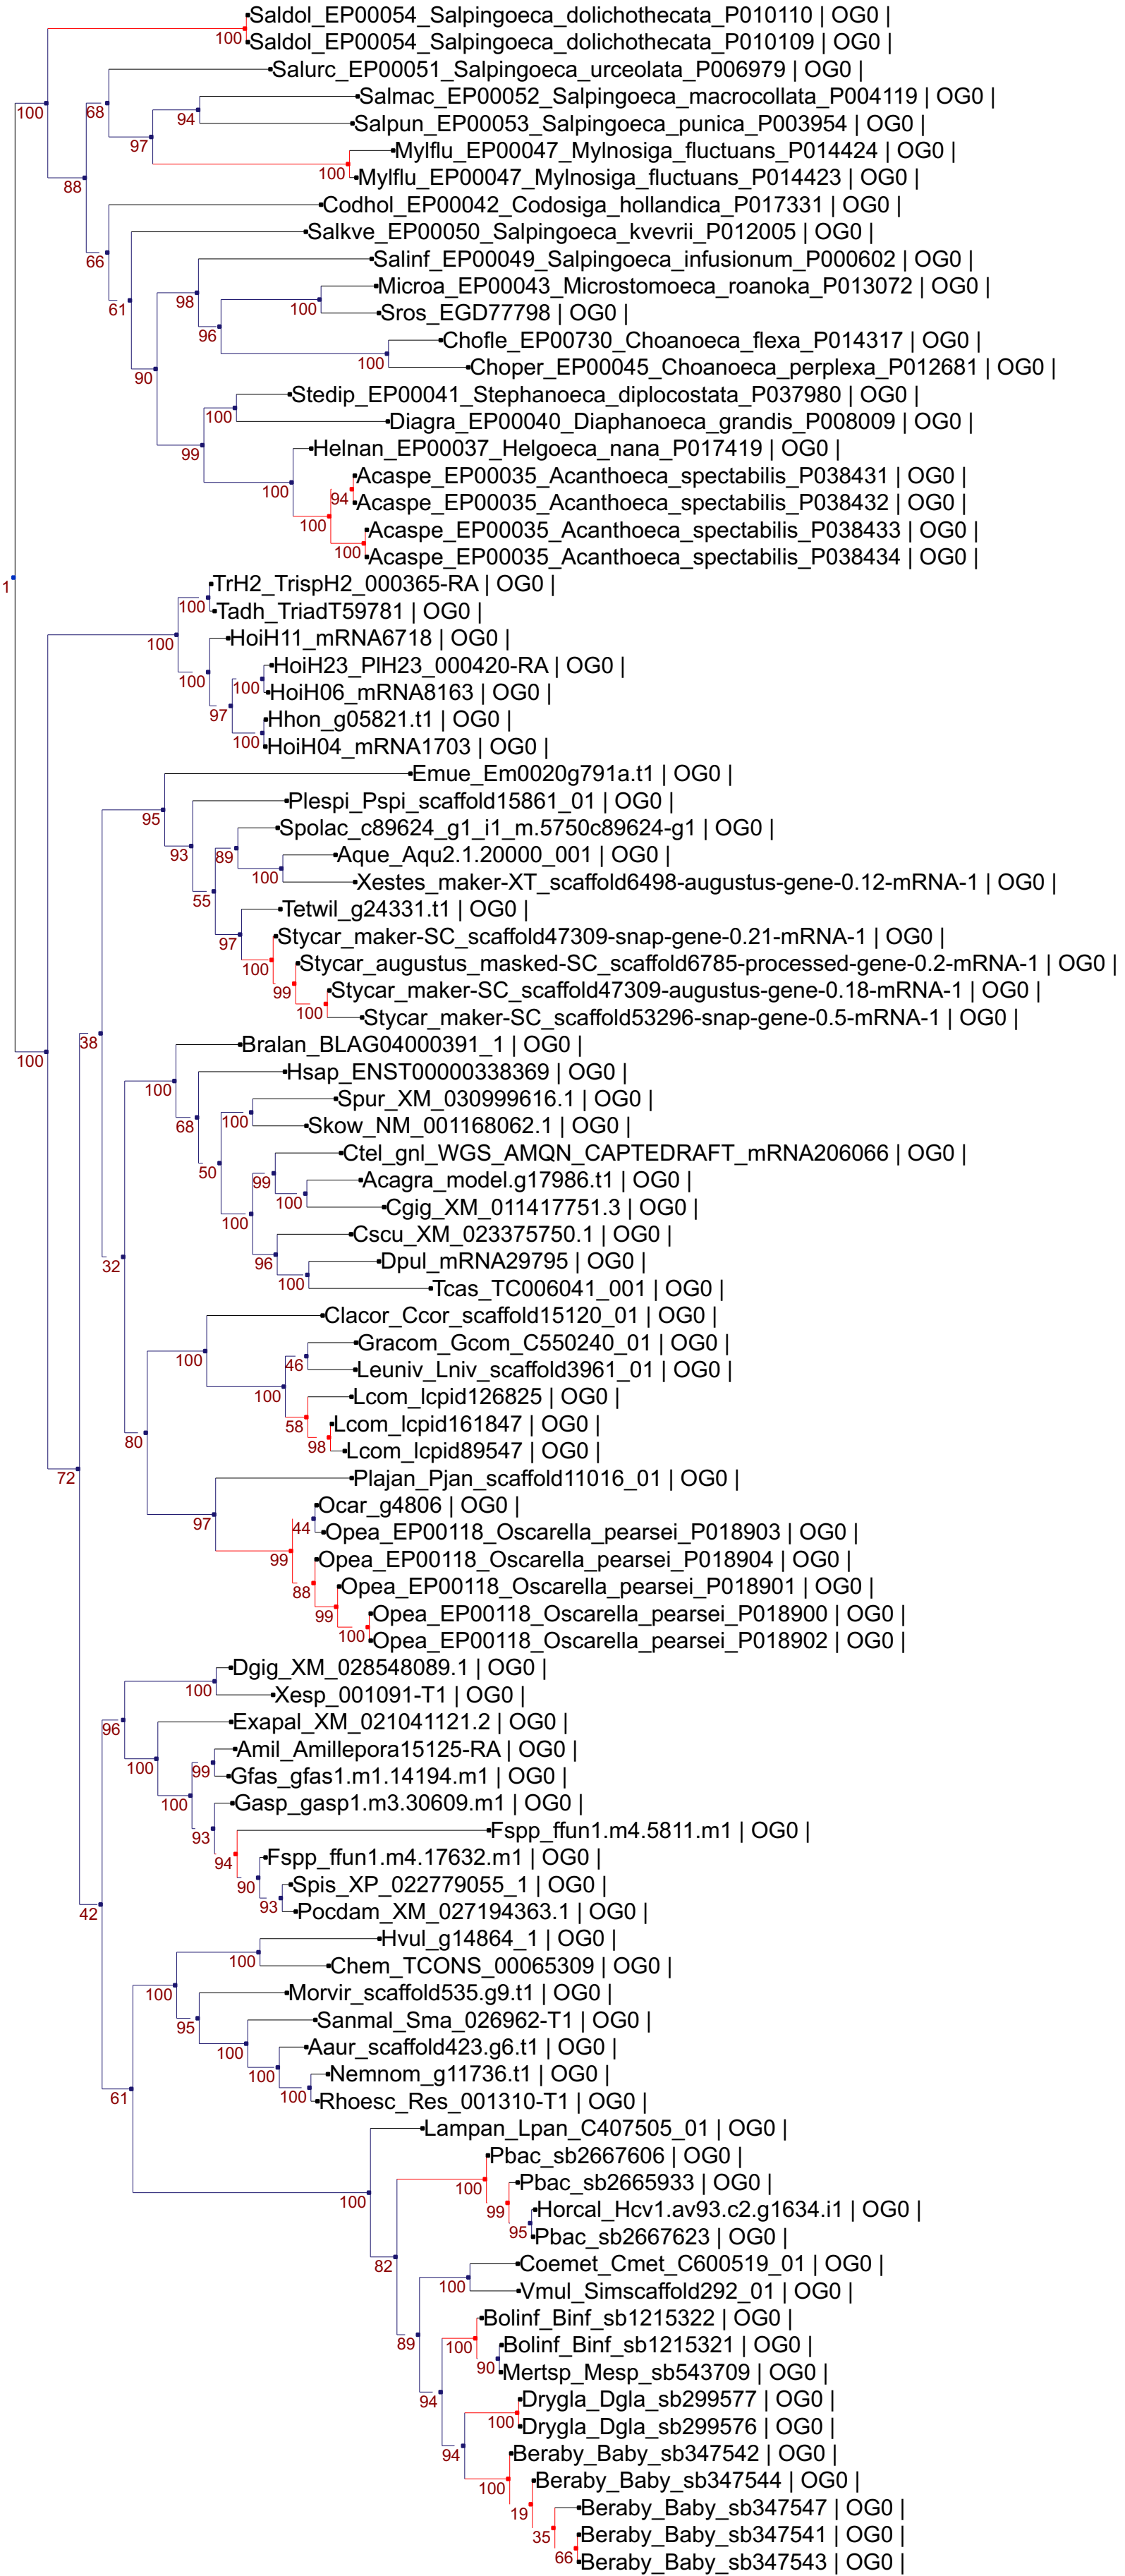 Saldol_EP00054_Salpingoeca_dolichothecata_P010110 | OG0 |
100
Saldol_EP00054_Salpingoeca_dolichothecata_P010109 | OG0 |
Salurc_EP00051_Salpingoeca_urceolata_P006979 | OG0 |
Salmac_EP00052_Salpingoeca_macrocollata_P004119 | OG0 |
100
68
94
Salpun_EP00053_Salpingoeca_punica_P003954 | OG0 |
97
Mylflu_EP00047_Mylnosiga_fluctuans_P014424 | OG0 |
100
Mylflu_EP00047_Mylnosiga_fluctuans_P014423 | OG0 |
88
Codhol_EP00042_Codosiga_hollandica_P017331 | OG0 |
Salkve_EP00050_Salpingoeca_kvevrii_P012005 | OG0 |
66
Salinf_EP00049_Salpingoeca_infusionum_P000602 | OG0 |
Microa_EP00043_Microstomoeca_roanoka_P013072 | OG0 |
98
100
61
Sros_EGD77798 | OG0 |
96
Chofle_EP00730_Choanoeca_flexa_P014317 | OG0 |
100
Choper_EP00045_Choanoeca_perplexa_P012681 | OG0 |
90
Stedip_EP00041_Stephanoeca_diplocostata_P037980 | OG0 |
100
Diagra_EP00040_Diaphanoeca_grandis_P008009 | OG0 |
99
Helnan_EP00037_Helgoeca_nana_P017419 | OG0 |
Acaspe_EP00035_Acanthoeca_spectabilis_P038431 | OG0 |
100
94
Acaspe_EP00035_Acanthoeca_spectabilis_P038432 | OG0 |
100
Acaspe_EP00035_Acanthoeca_spectabilis_P038433 | OG0 |
100
Acaspe_EP00035_Acanthoeca_spectabilis_P038434 | OG0 |
1
TrH2_TrispH2_000365-RA | OG0 |
100
Tadh_TriadT59781 | OG0 |
100
HoiH11_mRNA6718 | OG0 |
100
HoiH23_PlH23_000420-RA | OG0 |
100
HoiH06_mRNA8163 | OG0 |
97
Hhon_g05821.t1 | OG0 |
100
HoiH04_mRNA1703 | OG0 |
Emue_Em0020g791a.t1 | OG0 |
95
Plespi_Pspi_scaffold15861_01 | OG0 |
Spolac_c89624_g1_i1_m.5750c89624-g1 | OG0 |
93
89
Aque_Aqu2.1.20000_001 | OG0 |
100
Xestes_maker-XT_scaffold6498-augustus-gene-0.12-mRNA-1 | OG0 |
55
Tetwil_g24331.t1 | OG0 |
97
Stycar_maker-SC_scaffold47309-snap-gene-0.21-mRNA-1 | OG0 |
100
Stycar_augustus_masked-SC_scaffold6785-processed-gene-0.2-mRNA-1 | OG0 |
99
Stycar_maker-SC_scaffold47309-augustus-gene-0.18-mRNA-1 | OG0 |
100
Stycar_maker-SC_scaffold53296-snap-gene-0.5-mRNA-1 | OG0 |
38
100
Bralan_BLAG04000391_1 | OG0 |
Hsap_ENST00000338369 | OG0 |
100
Spur_XM_030999616.1 | OG0 |
68
100
Skow_NM_001168062.1 | OG0 |
Ctel_gnl_WGS_AMQN_CAPTEDRAFT_mRNA206066 | OG0 |
50
99
Acagra_model.g17986.t1 | OG0 |
100
Cgig_XM_011417751.3 | OG0 |
100
Cscu_XM_023375750.1 | OG0 |
96
Dpul_mRNA29795 | OG0 |
32
100
Tcas_TC006041_001 | OG0 |
Clacor_Ccor_scaffold15120_01 | OG0 |
Gracom_Gcom_C550240_01 | OG0 |
100
46
Leuniv_Lniv_scaffold3961_01 | OG0 |
100
Lcom_lcpid126825 | OG0 |
58
Lcom_lcpid161847 | OG0 |
80
98
Lcom_lcpid89547 | OG0 |
72
Plajan_Pjan_scaffold11016_01 | OG0 |
Ocar_g4806 | OG0 |
97
44
Opea_EP00118_Oscarella_pearsei_P018903 | OG0 |
99
Opea_EP00118_Oscarella_pearsei_P018904 | OG0 |
88
Opea_EP00118_Oscarella_pearsei_P018901 | OG0 |
99
Opea_EP00118_Oscarella_pearsei_P018900 | OG0 |
100
Opea_EP00118_Oscarella_pearsei_P018902 | OG0 |
Dgig_XM_028548089.1 | OG0 |
100
Xesp_001091-T1 | OG0 |
96
Exapal_XM_021041121.2 | OG0 |
Amil_Amillepora15125-RA | OG0 |
100
99
Gfas_gfas1.m1.14194.m1 | OG0 |
100
Gasp_gasp1.m3.30609.m1 | OG0 |
93
Fspp_ffun1.m4.5811.m1 | OG0 |
94
Fspp_ffun1.m4.17632.m1 | OG0 |
90
Spis_XP_022779055_1 | OG0 |
93
Pocdam_XM_027194363.1 | OG0 |
42
Hvul_g14864_1 | OG0 |
100
Chem_TCONS_00065309 | OG0 |
100
Morvir_scaffold535.g9.t1 | OG0 |
95
Sanmal_Sma_026962-T1 | OG0 |
100
Aaur_scaffold423.g6.t1 | OG0 |
100
Nemnom_g11736.t1 | OG0 |
61
100
Rhoesc_Res_001310-T1 | OG0 |
Lampan_Lpan_C407505_01 | OG0 |
Pbac_sb2667606 | OG0 |
100
Pbac_sb2665933 | OG0 |
100
99
Horcal_Hcv1.av93.c2.g1634.i1 | OG0 |
95
Pbac_sb2667623 | OG0 |
82
Coemet_Cmet_C600519_01 | OG0 |
100
Vmul_Simscaffold292_01 | OG0 |
Bolinf_Binf_sb1215322 | OG0 |
89
100
Bolinf_Binf_sb1215321 | OG0 |
90
Mertsp_Mesp_sb543709 | OG0 |
94
Drygla_Dgla_sb299577 | OG0 |
100
Drygla_Dgla_sb299576 | OG0 |
94
Beraby_Baby_sb347542 | OG0 |
100
Beraby_Baby_sb347544 | OG0 |
19
Beraby_Baby_sb347547 | OG0 |
35
Beraby_Baby_sb347541 | OG0 |
66
Beraby_Baby_sb347543 | OG0 |